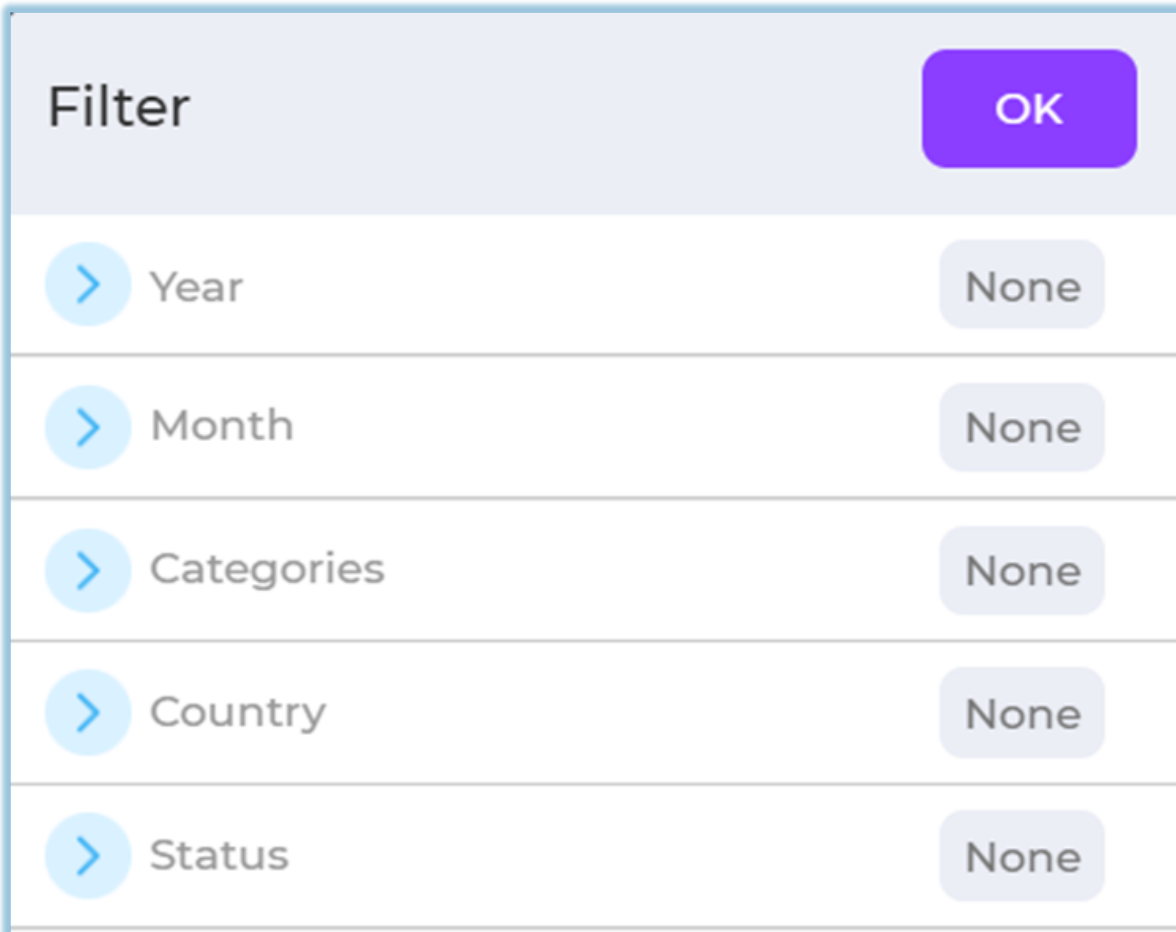 Filter
OK
Year
None
Month
None
Categories
None
Country
None
Status
None